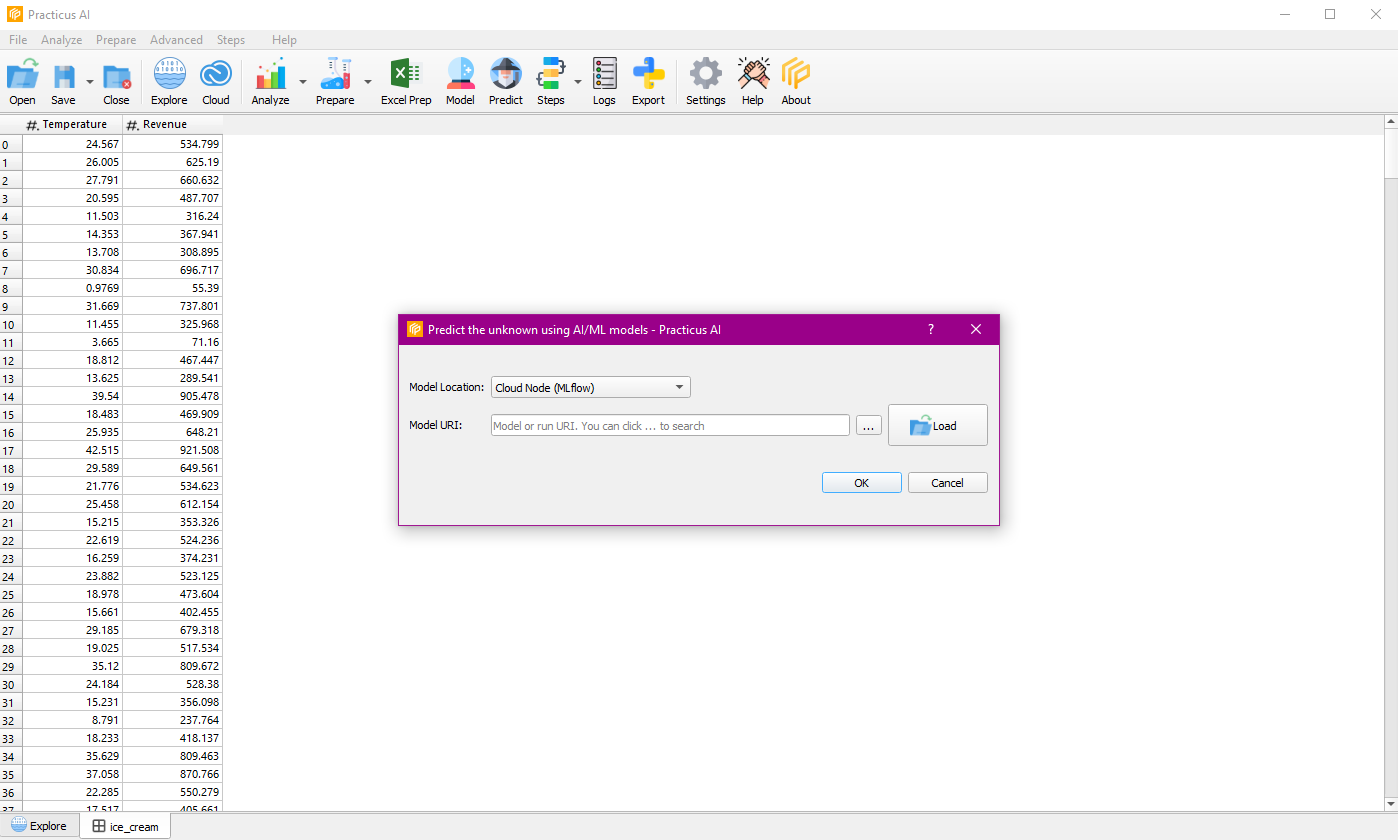 Practicus AI
File Analyze Prepare Advanced Steps Help
Open Save Close Explore Cloud Analyze Prepare Excel Prep Model Predict Steps Logs Export Settings Help About
#. Temperature #. Revenue
0 24.567 534.799
1 26.005 625.19
2 27.791 660.632
3 20.595 487.707
4 11.503 316.24
5 14.353 367.941
6 13.708 308.895
7 30.834 696.717
8 0.9769 55.39
9 31.669 737.801
10 11.455 325.968
11 3.665 71.16
12 18.812 467.447
13 13.625 289.541
14 39.54 905.478
15 18.483 469.909
16 25.935 648.21
17 42.515 921.508
18 29.589 649.561
19 21.776 534.623
20 25.458 612.154
21 15.215 353.326
22 22.619 524.236
23 16.259 374.231
24 23.882 523.125
25 18.978 473.604
26 15.661 402.455
27 29.185 679.318
28 19.025 517.534
29 35.12 809.672
30 24.184 528.38
31 15.231 356.098
32 8.791 237.764
33 18.233 418.137
34 35.629 809.463
35 37.058 870.766
36 22.285 550.279
37 17.517 405.661
Predict the unknown using AI/ML models - Practicus AI ?
Model Location: Cloud Node (MLflow)
Model URI: Model or run URI. You can click ... to search ... Load
OK Cancel
Explore ice_cream